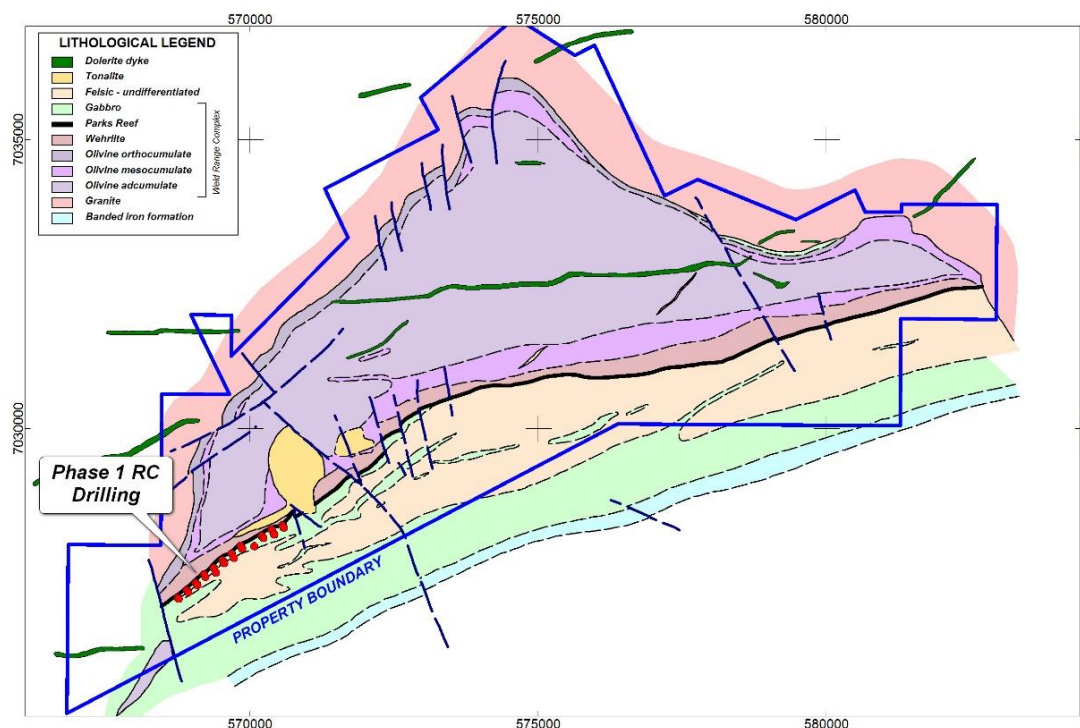 570000
575000
580000
LITHOLOGICAL LEGEND
Dolerite dyke
Tonalite
Felsic - undifferentiated
Gabbro
Parks Reef
Wehrlite
Olivine orthocumulate
Olivine mesocumulate
Olivine adcumulate
Granite
Banded iron formation
Weld Range Complex
7035000
7035000
7030000
7030000
Phase 1 RC
Drilling
PROPERTY BOUNDARY
570000
575000
580000